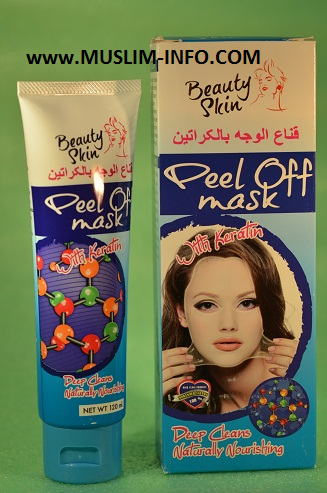 www.MUSLIM-INFO.COM
Beauty
Skin
قناع الوجه بالكراتين
Peel Off
mask
With Keratin
Deep Cleans
Naturally Nourishing
NET WT 120 ml
Beauty
Skin
قناع الوجه بالكراتين
Peel Off
mask
With Keratin
Deep Cleans
Naturally Nourishing